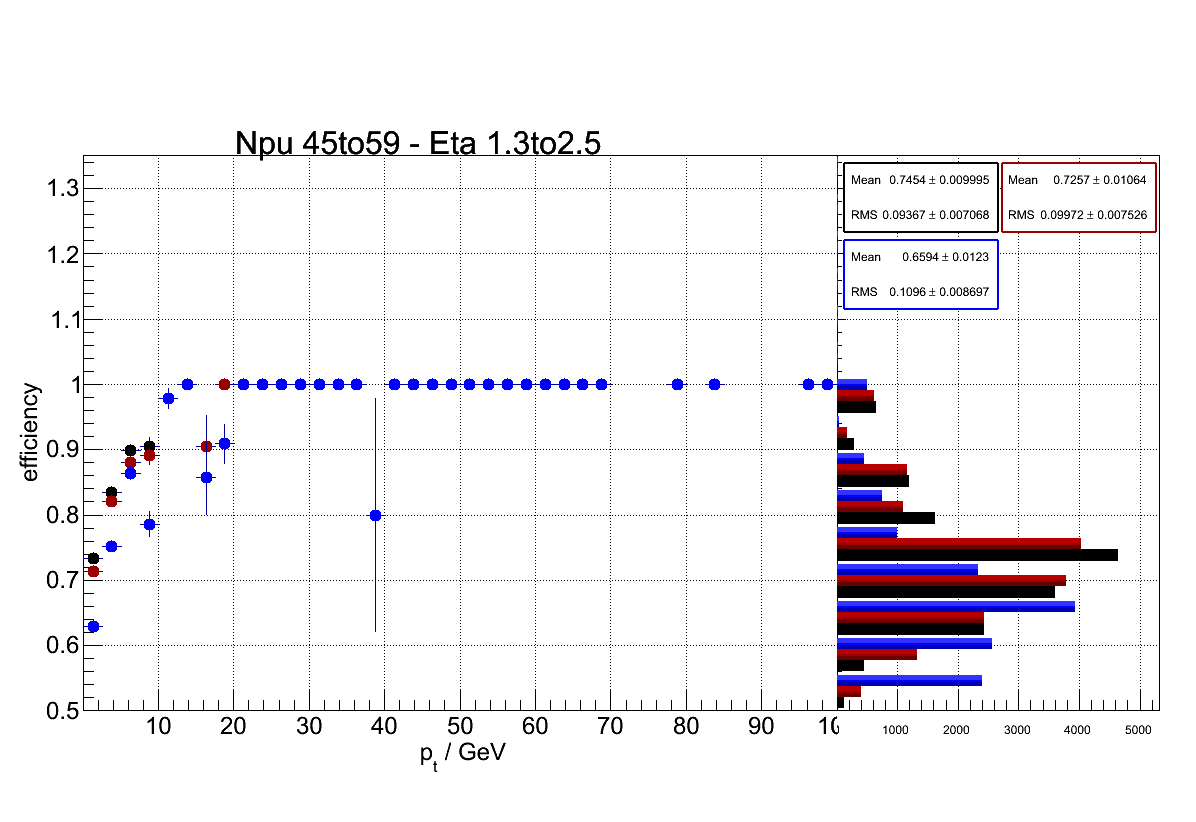 Npu 45to59 - Eta 1.3to2.5
Mean 0.7454 ± 0.009995
RMS 0.09367 ± 0.007068
Mean 0.7257 ± 0.01064
RMS 0.09972 ± 0.007526
Mean 0.6594 ± 0.0123
RMS 0.1096 ± 0.008697
efficiency
1.3
1.2
1.1
1
0.9
0.8
0.7
0.6
0.5
10 20 30 40 50 60 70 80 90
1000 2000 3000 4000 5000
p_t / GeV